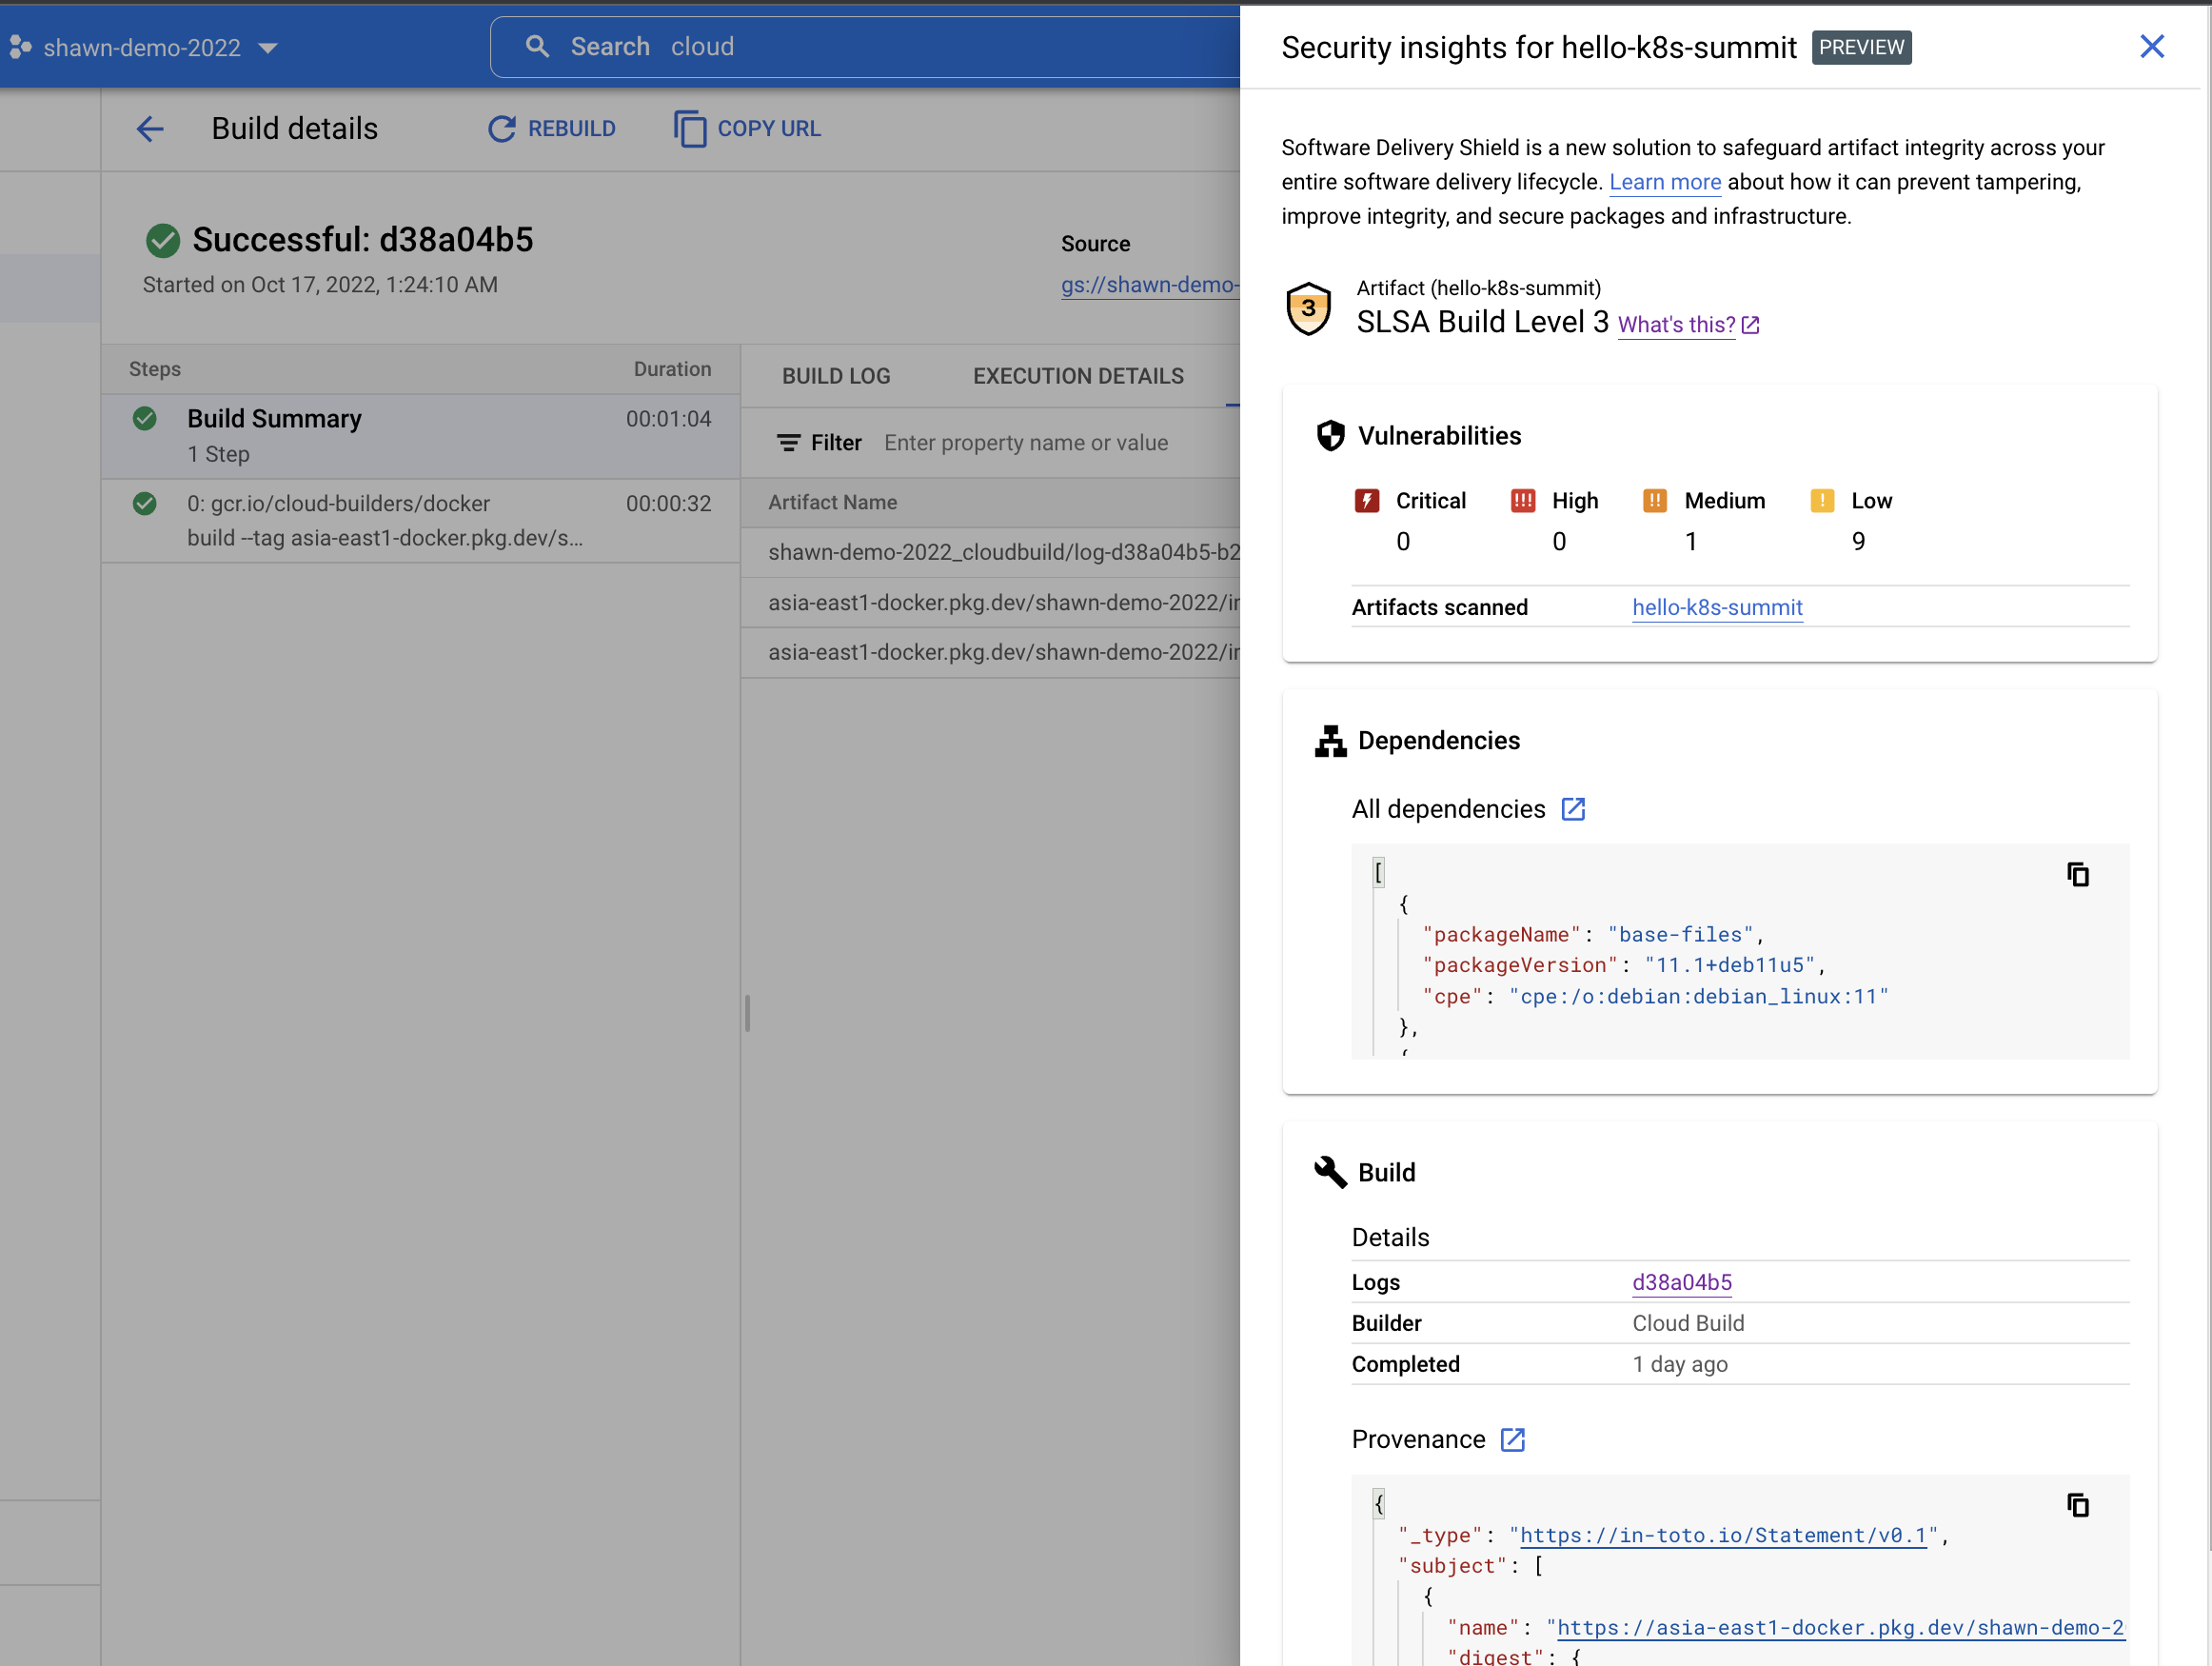 shawn-demo-2022
Search cloud
Build details
REBUILD
COPY URL
Successful: d38a04b5
Started on Oct 17, 2022, 1:24:10 AM
Source
gs://shawn-demo-
Steps Duration
Build Summary 00:01:04
1 Step
0: gcr.io/cloud-builders/docker 00:00:32
build --tag asia-east1-docker.pkg.dev/s...
BUILD LOG EXECUTION DETAILS
Filter Enter property name or value
Artifact Name
shawn-demo-2022_cloudbuild/log-d38a04b5-b2
asia-east1-docker.pkg.dev/shawn-demo-2022/
asia-east1-docker.pkg.dev/shawn-demo-2022/
Security insights for hello-k8s-summit PREVIEW
Software Delivery Shield is a new solution to safeguard artifact integrity across your
entire software delivery lifecycle. Learn more about how it can prevent tampering,
improve integrity, and secure packages and infrastructure.
3
Artifact (hello-k8s-summit)
SLSA Build Level 3 What's this?
Vulnerabilities
Critical High Medium Low
0 0 1 9
Artifacts scanned hello-k8s-summit
Dependencies
All dependencies
[
{
"packageName": "base-files",
"packageVersion": "11.1+deb11u5",
"cpe": "cpe:/o:debian:debian_linux:11"
},
{
Build
Details
Logs d38a04b5
Builder Cloud Build
Completed 1 day ago
Provenance
{
"_type": "https://in-toto.io/Statement/v0.1",
"subject": [
{
"name": "https://asia-east1-docker.pkg.dev/shawn-demo-2
"digest": {